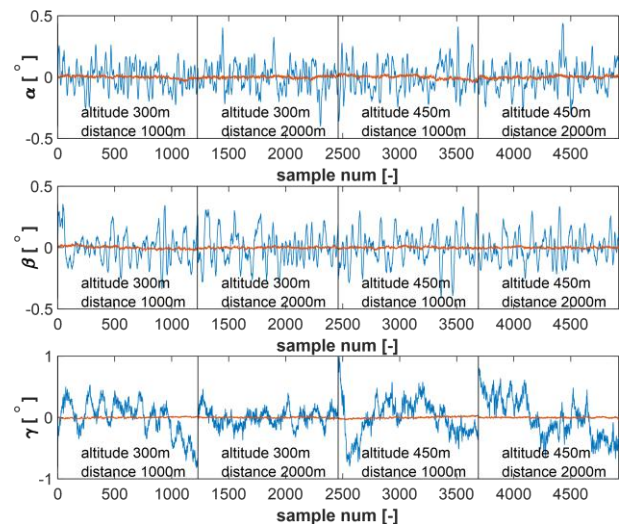 0.5
0
-0.5
α [ ° ]
altitude 300m altitude 300m altitude 450m altitude 450m
distance 1000m distance 2000m distance 1000m distance 2000m
0 500 1000 1500 2000 2500 3000 3500 4000 4500
sample num [-]
0.5
0
-0.5
β [ ° ]
altitude 300m altitude 300m altitude 450m altitude 450m
distance 1000m distance 2000m distance 1000m distance 2000m
0 500 1000 1500 2000 2500 3000 3500 4000 4500
sample num [-]
1
0
-1
γ [ ° ]
altitude 300m altitude 300m altitude 450m altitude 450m
distance 1000m distance 2000m distance 1000m distance 2000m
0 500 1000 1500 2000 2500 3000 3500 4000 4500
sample num [-]